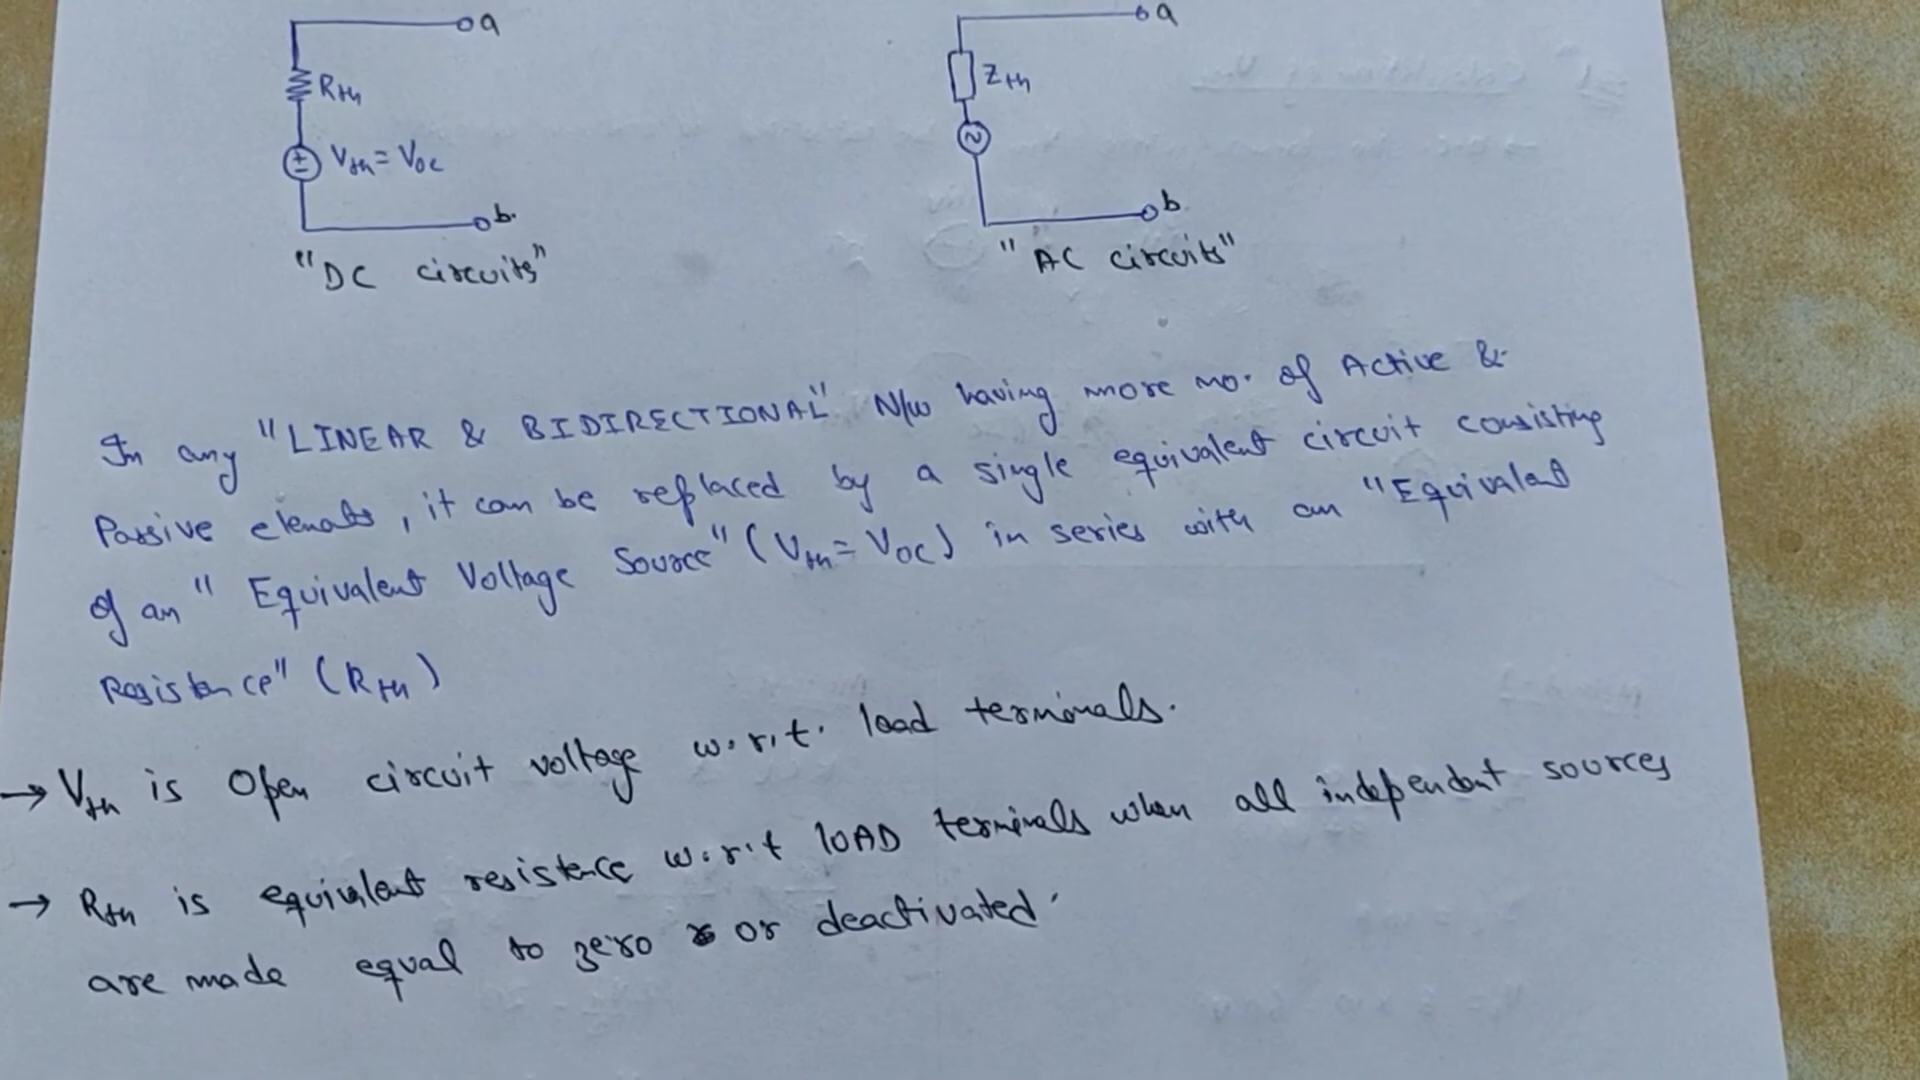 a
a
Rth
Zth
Vth = Voc
b.
b
"DC circuits"
"AC circuits"
In any "LINEAR & BIDIRECTIONAL" N/w having more no. of Active &
Passive elements, it can be replaced by a single equivalent circuit consisting
of an "Equivalent Voltage Source" (Vth = VOC) in series with an "Equivalent
Resistance" (Rth)
→ Vth is Open circuit voltage w.r.t. load terminals.
→ Rth is equivalent resistence w.r.t LOAD terminals when all independent sources
are made equal to zero or deactivated.